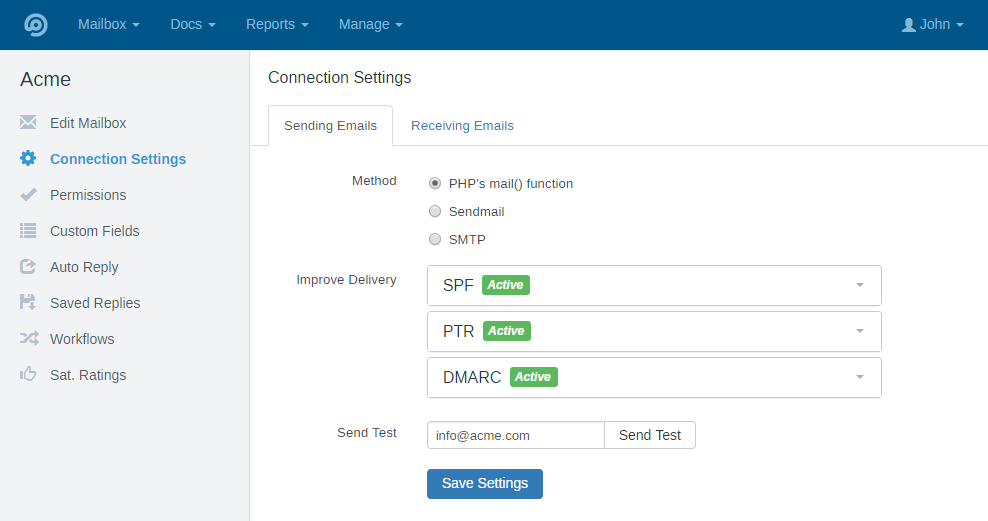 Mailbox Docs Reports Manage John
Acme
Edit Mailbox
Connection Settings
Permissions
Custom Fields
Auto Reply
Saved Replies
Workflows
Sat. Ratings
Connection Settings
Sending Emails Receiving Emails
Method
PHP's mail() function
Sendmail
SMTP
Improve Delivery
SPF Active
PTR Active
DMARC Active
Send Test
info@acme.com Send Test
Save Settings